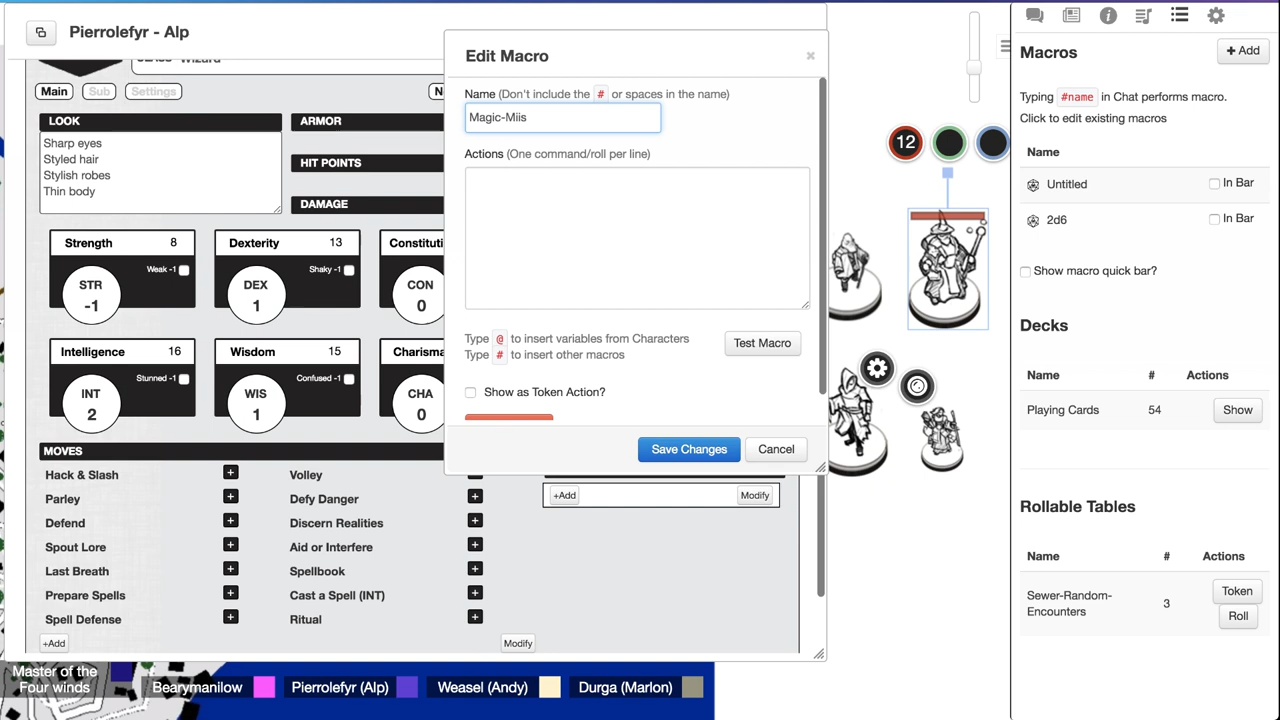 Pierrolefyr - Alp
Main
Sub
Settings
LOOK
Sharp eyes
Styled hair
Stylish robes
Thin body
ARMOR
HIT POINTS
DAMAGE
Strength 8
Weak -1
STR
-1
Dexterity 13
Shaky -1
DEX
1
Constituti
CON
0
Intelligence 16
Stunned -1
INT
2
Wisdom 15
Confused -1
WIS
1
Charisma
CHA
0
MOVES
Hack & Slash
Parley
Defend
Spout Lore
Last Breath
Prepare Spells
Spell Defense
Volley
Defy Danger
Discern Realities
Aid or Interfere
Spellbook
Cast a Spell (INT)
Ritual
+Add
Modify
+Add
Modify
Edit Macro
Name (Don't include the # or spaces in the name)
Magic-Miis
Actions (One command/roll per line)
Type @ to insert variables from Characters
Type # to insert other macros
Test Macro
Show as Token Action?
Save Changes
Cancel
12
Macros
+ Add
Typing #name in Chat performs macro.
Click to edit existing macros
Name
Untitled
In Bar
2d6
In Bar
Show macro quick bar?
Decks
Name # Actions
Playing Cards 54 Show
Rollable Tables
Name # Actions
Sewer-Random-
Encounters
3
Token
Roll
Master of the
Four winds
Bearymanilow
Pierrolefyr (Alp)
Weasel (Andy)
Durga (Marlon)